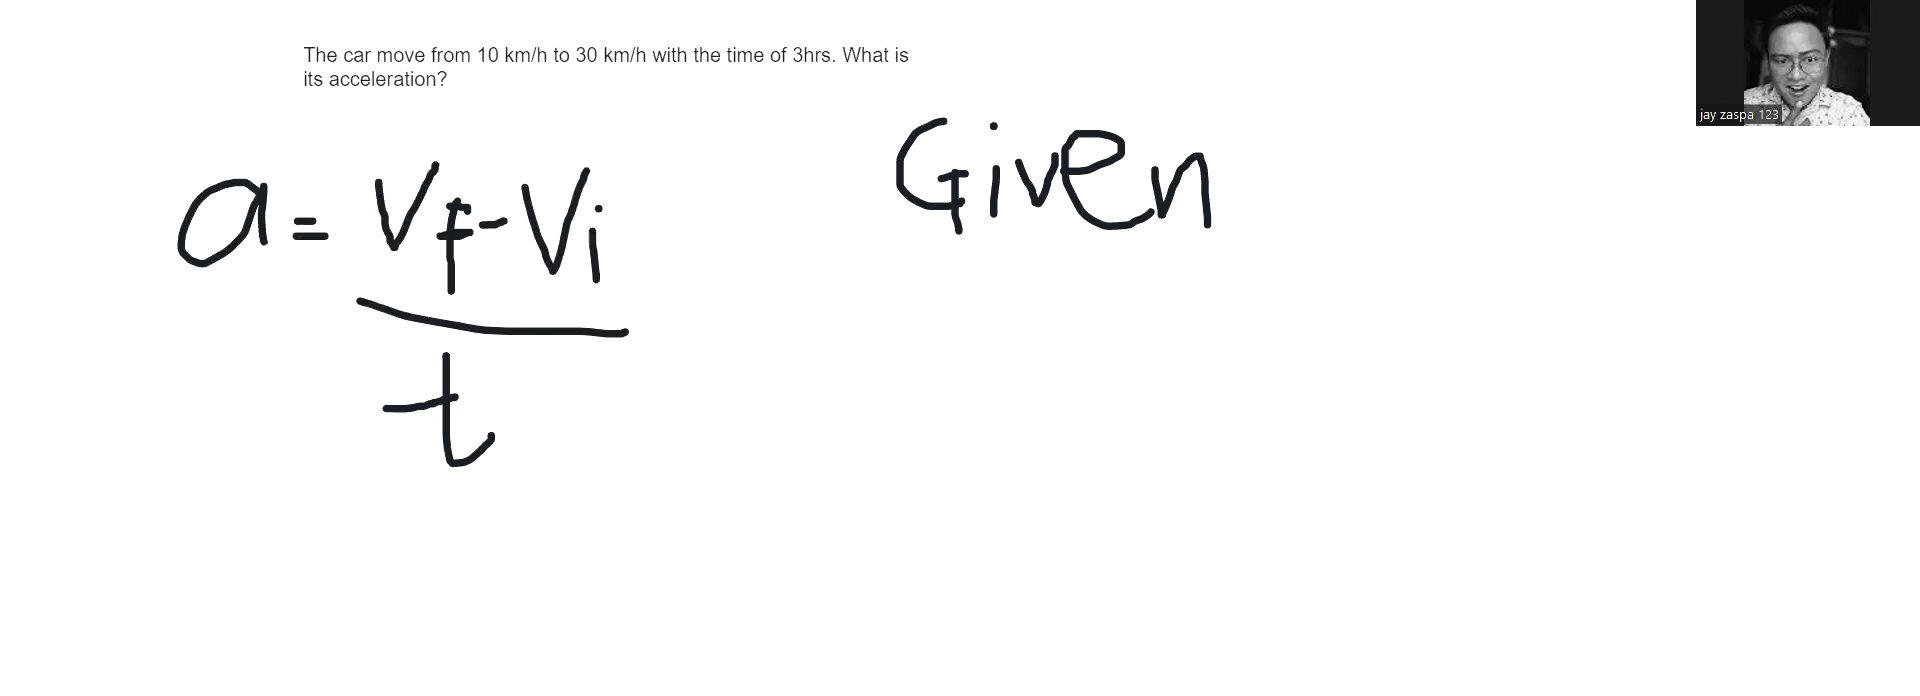 The car move from 10 km/h to 30 km/h with the time of 3hrs. What is
its acceleration?
Given
a = Vf - Vi
t
jay zaspa 123